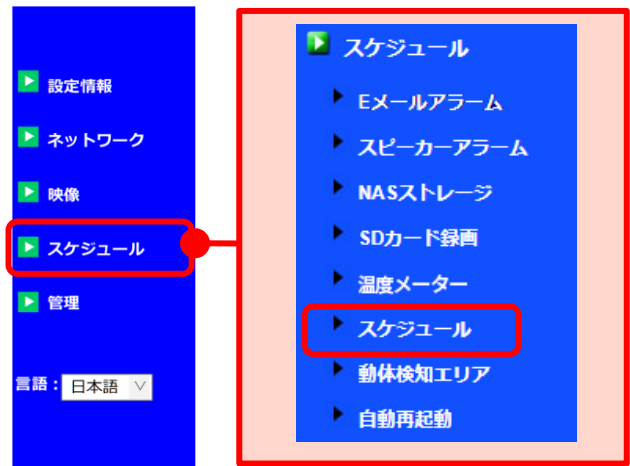 設定情報
ネットワーク
映像
スケジュール
管理
言語：日本語
スケジュール
Eメールアラーム
スピーカーアラーム
NASストレージ
SDカード録画
温度メーター
スケジュール
動体検知エリア
自動再起動